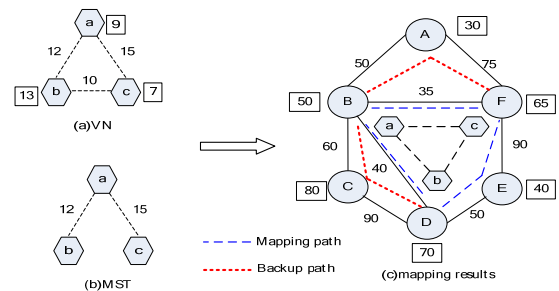 a 9
12 15
13 b 10 c 7
(a)VN
a
12 15
b c
(b)MST
A 30
50 75
50 B 35 F 65
a c
60 90
b
40
80 C E 40
90 D 50
70
Mapping path
Backup path
(c)mapping results